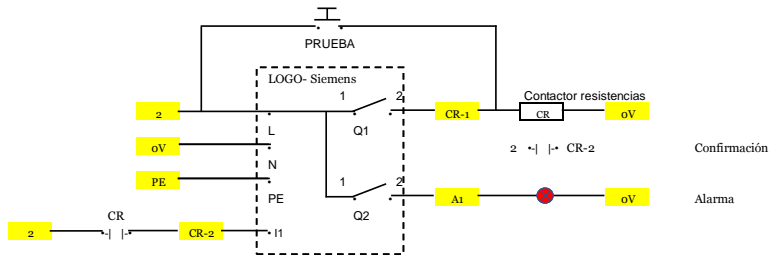 PRUEBA
LOGO- Siemens
Contactor resistencias
2
1
2
CR-1
CR
0V
L
Q1
0V
N
2 CR-2
Confirmación
PE
PE
1
2
A1
0V
Alarma
Q2
CR
2
CR-2
I1